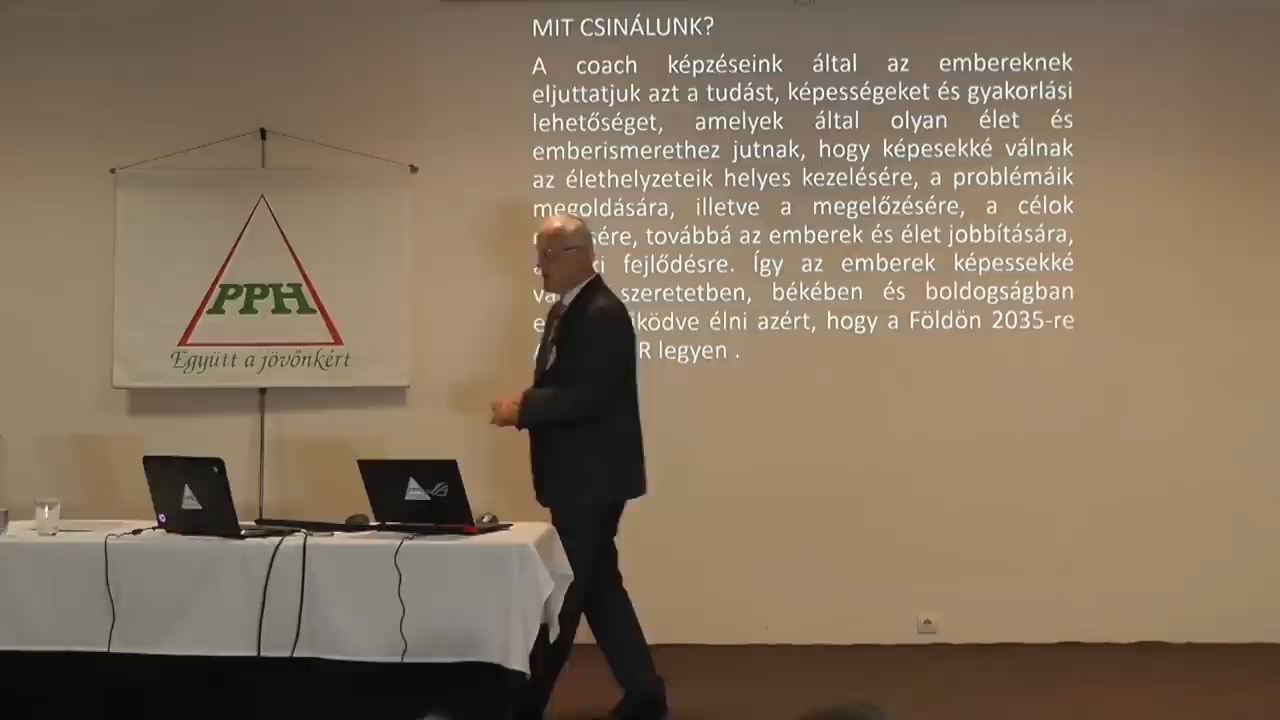 MIT CSINÁLUNK?
A coach képzéseink által az embereknek
eljuttatjuk azt a tudást, képességeket és gyakorlási
lehetőséget, amelyek által olyan élet és
emberismerethez jutnak, hogy képesekké válnak
az élethelyzeteik helyes kezelésére, a problémáik
megoldására, illetve a megelőzésére, a célok
továbbá az emberek és élet jobbítására,
fejlődésre. Így az emberek képessekké
szeretetben, békében és boldogságban
élni azért, hogy a Földön 2035-re
R legyen .
PPH
Együtt a jövőnkért